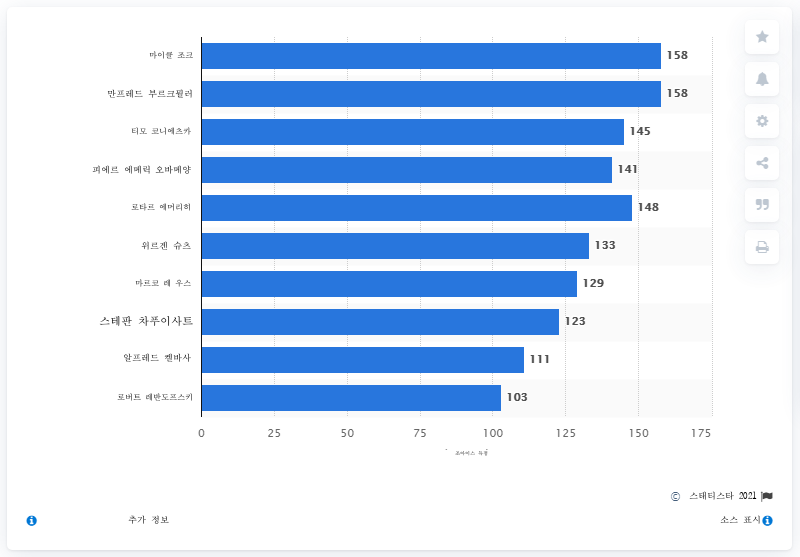 마이클 조크 158
만프레드 부르크뮐러 158
티모 코니에츠카 145
피에르 에메릭 오바메양 141
로타르 에머리히 148
위르겐 슈츠 133
마르코 레 우스 129
스테판 차푸이사트 123
알프레드 켈바사 111
로버트 레반도프스키 103
0 25 50 75 100 125 150 175
© 스태티스타 2021
추가 정보 소스 표시